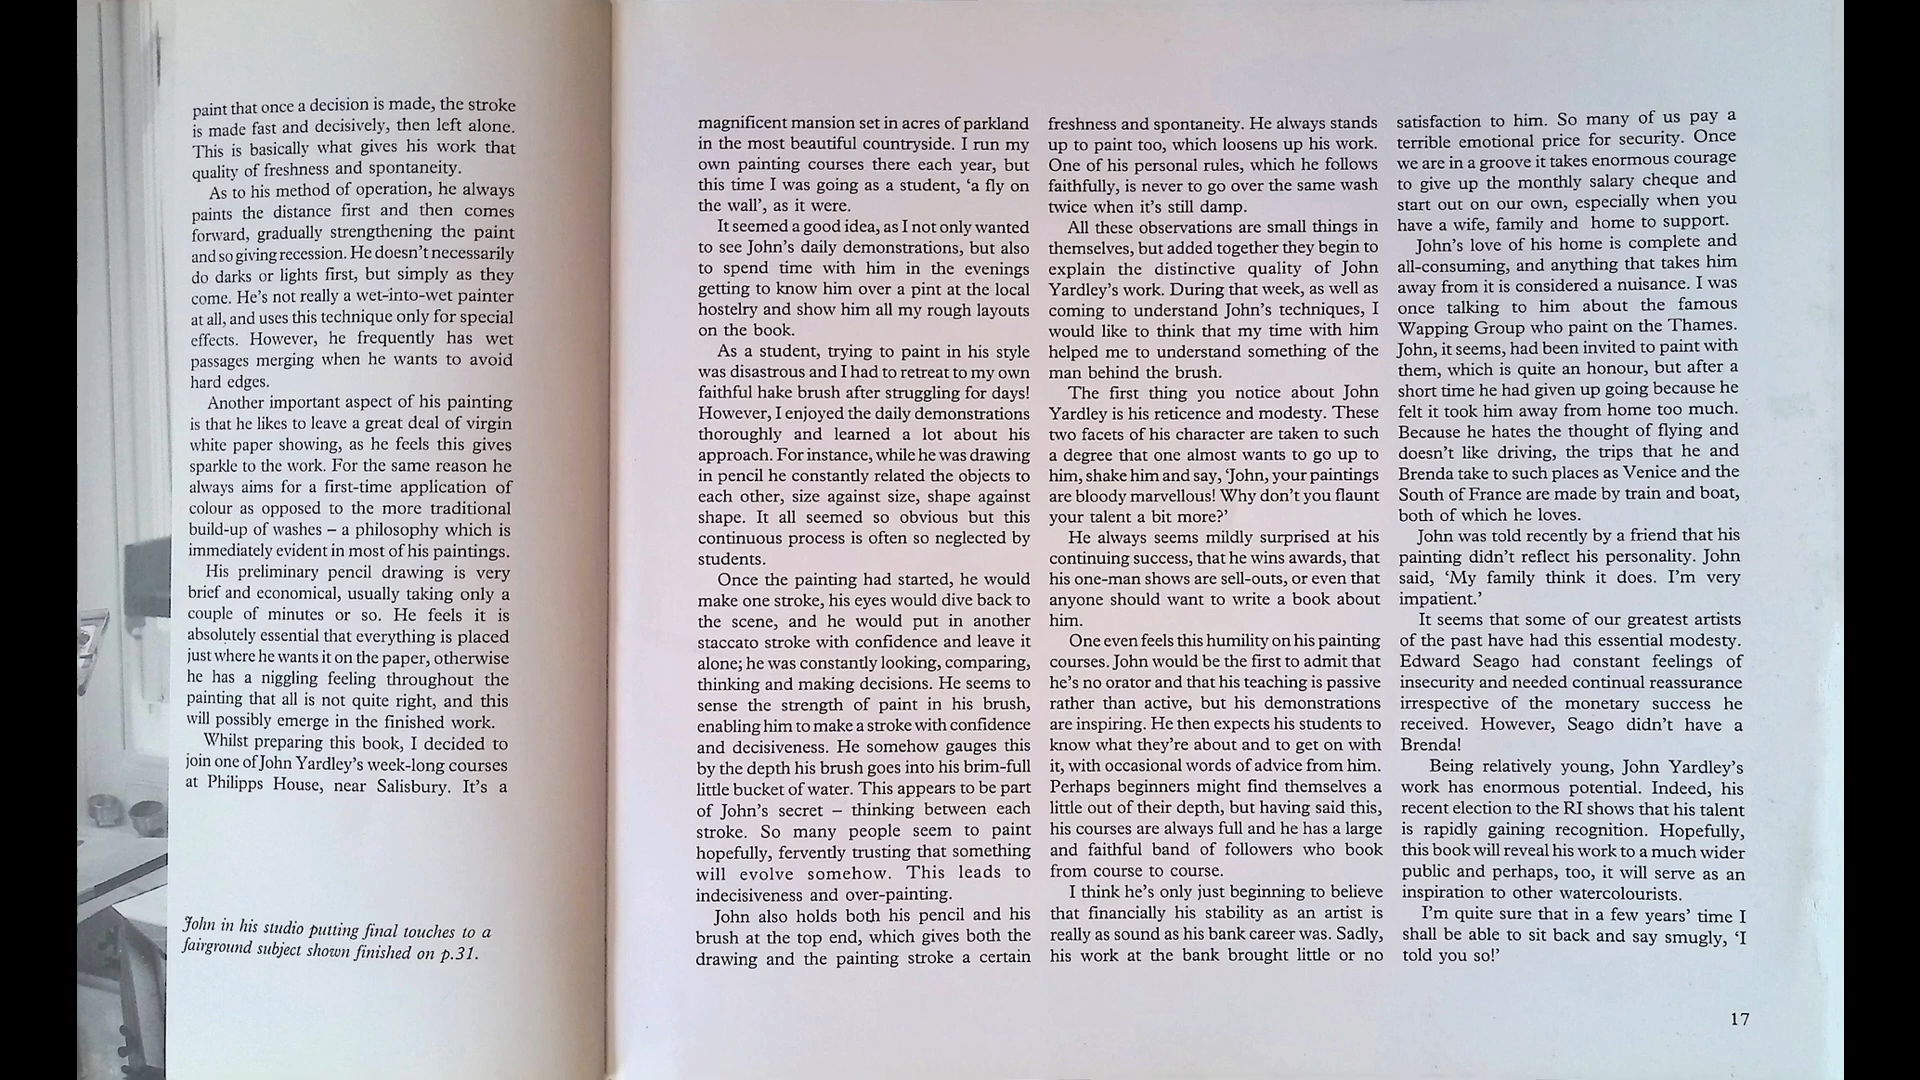 paint that once a decision is made, the stroke
is made fast and decisively, then left alone.
This is basically what gives his work that
quality of freshness and spontaneity.
As to his method of operation, he always
paints the distance first and then comes
forward, gradually strengthening the paint
and so giving recession. He doesn't necessarily
do darks or lights first, but simply as they
come. He's not really a wet-into-wet painter
at all, and uses this technique only for special
effects. However, he frequently has wet
passages merging when he wants to avoid
hard edges.
Another important aspect of his painting
is that he likes to leave a great deal of virgin
white paper showing, as he feels this gives
sparkle to the work. For the same reason he
always aims for a first-time application of
colour as opposed to the more traditional
build-up of washes – a philosophy which is
immediately evident in most of his paintings.
His preliminary pencil drawing is very
brief and economical, usually taking only a
couple of minutes or so. He feels it is
absolutely essential that everything is placed
just where he wants it on the paper, otherwise
he has a niggling feeling throughout the
painting that all is not quite right, and this
will possibly emerge in the finished work.
Whilst preparing this book, I decided to
join one of John Yardley's week-long courses
at Philipps House, near Salisbury. It's a
John in his studio putting final touches to a
fairground subject shown finished on p.31.
magnificent mansion set in acres of parkland
in the most beautiful countryside. I run my
own painting courses there each year, but
this time I was going as a student, ‘a fly on
the wall’, as it were.
It seemed a good idea, as I not only wanted
to see John's daily demonstrations, but also
to spend time with him in the evenings
getting to know him over a pint at the local
hostelry and show him all my rough layouts
on the book.
As a student, trying to paint in his style
was disastrous and I had to retreat to my own
faithful hake brush after struggling for days!
However, I enjoyed the daily demonstrations
thoroughly and learned a lot about his
approach. For instance, while he was drawing
in pencil he constantly related the objects to
each other, size against size, shape against
shape. It all seemed so obvious but this
continuous process is often so neglected by
students.
Once the painting had started, he would
make one stroke, his eyes would dive back to
the scene, and he would put in another
staccato stroke with confidence and leave it
alone; he was constantly looking, comparing,
thinking and making decisions. He seems to
sense the strength of paint in his brush,
enabling him to make a stroke with confidence
and decisiveness. He somehow gauges this
by the depth his brush goes into his brim-full
little bucket of water. This appears to be part
of John's secret – thinking between each
stroke. So many people seem to paint
hopefully, fervently trusting that something
will evolve somehow. This leads to
indecisiveness and over-painting.
John also holds both his pencil and his
brush at the top end, which gives both the
drawing and the painting stroke a certain
freshness and spontaneity. He always stands
up to paint too, which loosens up his work.
One of his personal rules, which he follows
faithfully, is never to go over the same wash
twice when it's still damp.
All these observations are small things in
themselves, but added together they begin to
explain the distinctive quality of John
Yardley's work. During that week, as well as
coming to understand John's techniques, I
would like to think that my time with him
helped me to understand something of the
man behind the brush.
The first thing you notice about John
Yardley is his reticence and modesty. These
two facets of his character are taken to such
a degree that one almost wants to go up to
him, shake him and say, ‘John, your paintings
are bloody marvellous! Why don't you flaunt
your talent a bit more?’
He always seems mildly surprised at his
continuing success, that he wins awards, that
his one-man shows are sell-outs, or even that
anyone should want to write a book about
him.
One even feels this humility on his painting
courses. John would be the first to admit that
he's no orator and that his teaching is passive
rather than active, but his demonstrations
are inspiring. He then expects his students to
know what they're about and to get on with
it, with occasional words of advice from him.
Perhaps beginners might find themselves a
little out of their depth, but having said this,
his courses are always full and he has a large
and faithful band of followers who book
from course to course.
I think he's only just beginning to believe
that financially his stability as an artist is
really as sound as his bank career was. Sadly,
his work at the bank brought little or no
satisfaction to him. So many of us pay a
terrible emotional price for security. Once
we are in a groove it takes enormous courage
to give up the monthly salary cheque and
start out on our own, especially when you
have a wife, family and home to support.
John's love of his home is complete and
all-consuming, and anything that takes him
away from it is considered a nuisance. I was
once talking to him about the famous
Wapping Group who paint on the Thames.
John, it seems, had been invited to paint with
them, which is quite an honour, but after a
short time he had given up going because he
felt it took him away from home too much.
Because he hates the thought of flying and
doesn't like driving, the trips that he and
Brenda take to such places as Venice and the
South of France are made by train and boat,
both of which he loves.
John was told recently by a friend that his
painting didn't reflect his personality. John
said, ‘My family think it does. I'm very
impatient.’
It seems that some of our greatest artists
of the past have had this essential modesty.
Edward Seago had constant feelings of
insecurity and needed continual reassurance
irrespective of the monetary success he
received. However, Seago didn't have a
Brenda!
Being relatively young, John Yardley's
work has enormous potential. Indeed, his
recent election to the RI shows that his talent
is rapidly gaining recognition. Hopefully,
this book will reveal his work to a much wider
public and perhaps, too, it will serve as an
inspiration to other watercolourists.
I'm quite sure that in a few years' time I
shall be able to sit back and say smugly, ‘I
told you so!’
17